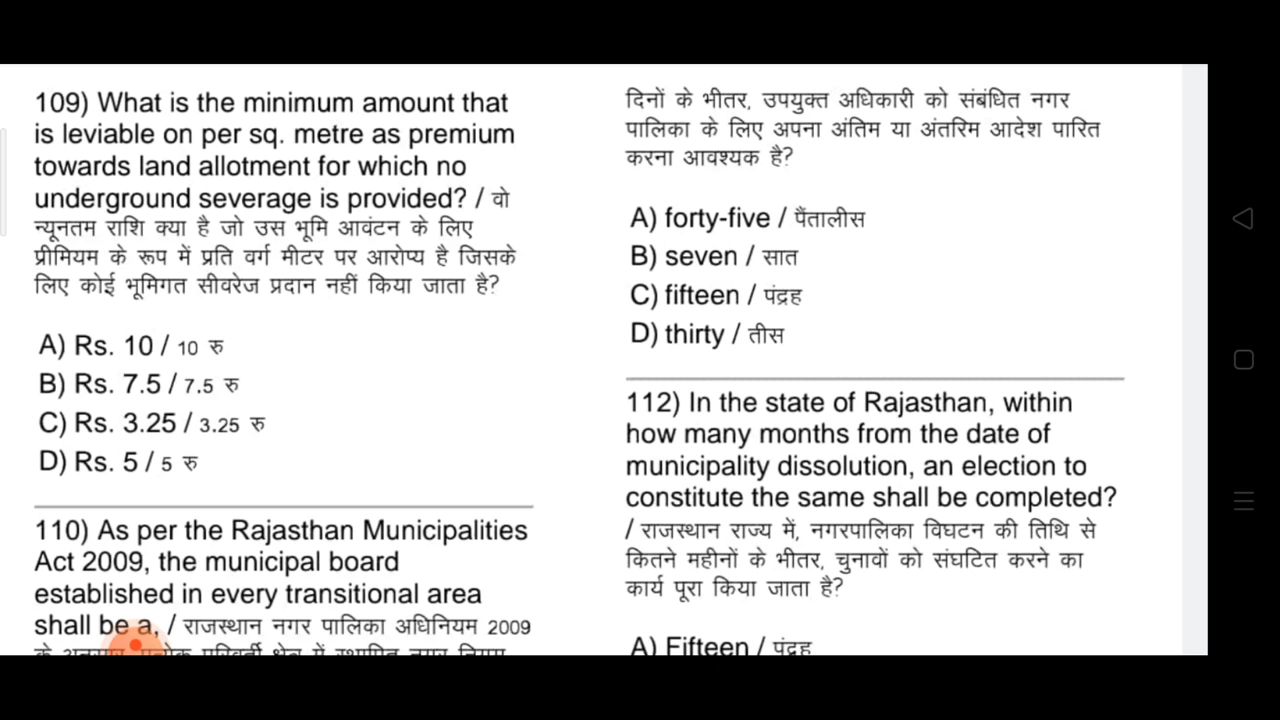 109) What is the minimum amount that
is leviable on per sq. metre as premium
towards land allotment for which no
underground severage is provided? / वो
न्यूनतम राशि क्या है जो उस भूमि आवंटन के लिए
प्रीमियम के रूप में प्रति वर्ग मीटर पर आरोप्य है जिसके
लिए कोई भूमिगत सीवरेज प्रदान नहीं किया जाता है?
A) Rs. 10 / 10 रु
B) Rs. 7.5 / 7.5 रु
C) Rs. 3.25 / 3.25 रु
D) Rs. 5 / 5 रु
110) As per the Rajasthan Municipalities
Act 2009, the municipal board
established in every transitional area
shall be a, / राजस्थान नगर पालिका अधिनियम 2009
दिनों के भीतर, उपयुक्त अधिकारी को संबंधित नगर
पालिका के लिए अपना अंतिम या अंतरिम आदेश पारित
करना आवश्यक है?
A) forty-five / पैंतालीस
B) seven / सात
C) fifteen / पंद्रह
D) thirty / तीस
112) In the state of Rajasthan, within
how many months from the date of
municipality dissolution, an election to
constitute the same shall be completed?
/ राजस्थान राज्य में, नगरपालिका विघटन की तिथि से
कितने महीनों के भीतर, चुनावों को संघटित करने का
कार्य पूरा किया जाता है?
A) Fifteen / पंद्रह